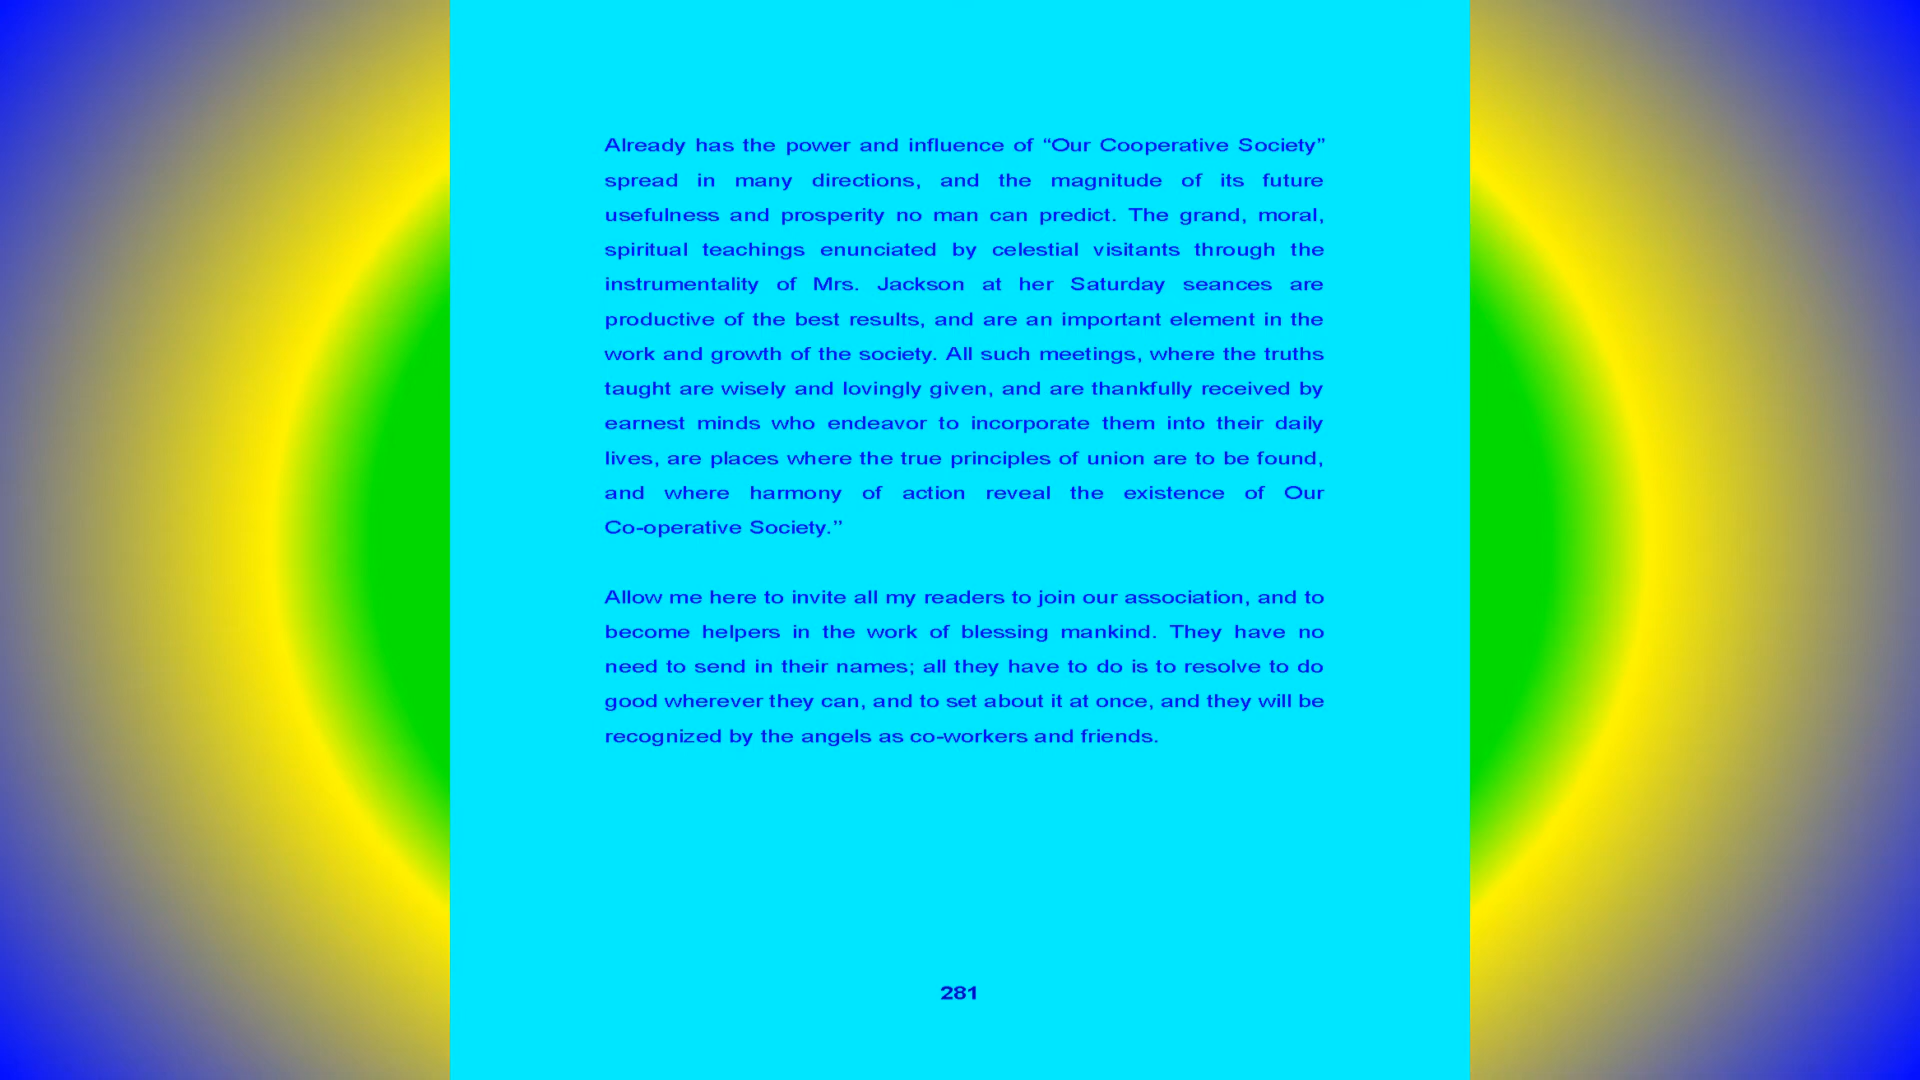 Already has the power and influence of “Our Cooperative Society”
spread in many directions, and the magnitude of its future
usefulness and prosperity no man can predict. The grand, moral,
spiritual teachings enunciated by celestial visitants through the
instrumentality of Mrs. Jackson at her Saturday seances are
productive of the best results, and are an important element in the
work and growth of the society. All such meetings, where the truths
taught are wisely and lovingly given, and are thankfully received by
earnest minds who endeavor to incorporate them into their daily
lives, are places where the true principles of union are to be found,
and where harmony of action reveal the existence of Our
Co-operative Society.”
Allow me here to invite all my readers to join our association, and to
become helpers in the work of blessing mankind. They have no
need to send in their names; all they have to do is to resolve to do
good wherever they can, and to set about it at once, and they will be
recognized by the angels as co-workers and friends.
281